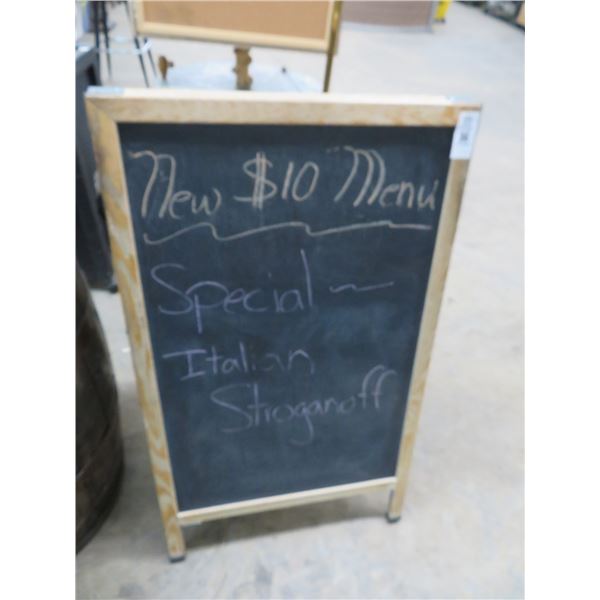 New $10 Menu
Special ~
Italian
Stroganoff